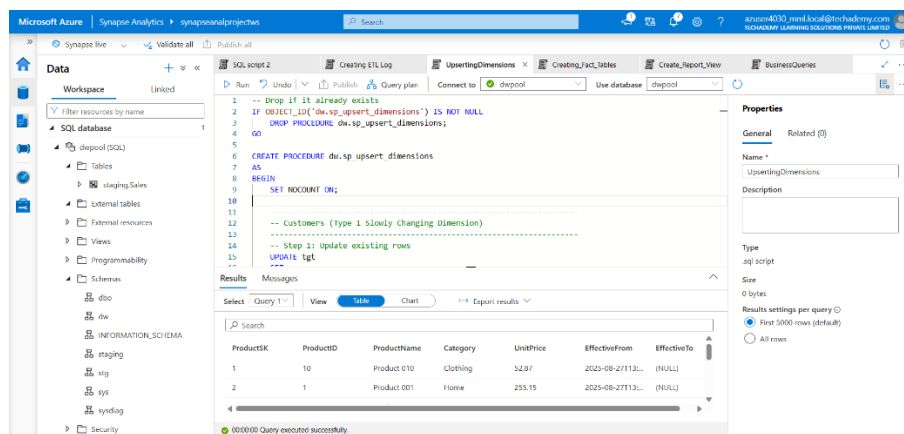 Microsoft Azure | Synapse Analytics ▸ synapseanalprojectws
Search
azuser4030_mml.local@techademy.com
TECHADEMY LEARNING SOLUTIONS PRIVATE LIMITED
Synapse live
Validate all
Publish all
Data
Workspace
Linked
Filter resources by name
SQL database
1
dwpool (SQL)
Tables
staging.Sales
External tables
External resources
Views
Programmability
Schemas
dbo
dw
INFORMATION_SCHEMA
staging
stg
sys
sysdiag
Security
SQL script 2
Creating ETL Log
UpsertingDimensions
Creating_Fact_Tables
Create_Report_View
BusinessQueries
Run
Undo
Publish
Query plan
Connect to
dwpool
Use database
dwpool
1 -- Drop if it already exists
2 IF OBJECT_ID('dw.sp_upsert_dimensions') IS NOT NULL
3 DROP PROCEDURE dw.sp_upsert_dimensions;
4 GO
5
6 CREATE PROCEDURE dw.sp_upsert_dimensions
7 AS
8 BEGIN
9 SET NOCOUNT ON;
10
11 ----------------------------------------------------------------
12 -- Customers (Type 1 Slowly Changing Dimension)
13 ----------------------------------------------------------------
14 -- Step 1: Update existing rows
15 UPDATE tgt
Results
Messages
Select
Query 1
View
Table
Chart
Export results
Search
ProductSK ProductID ProductName Category UnitPrice EffectiveFrom EffectiveTo
1 10 Product 010 Clothing 52.87 2025-08-27T13:... (NULL)
2 1 Product 001 Home 255.15 2025-08-27T13:... (NULL)
00:00:00 Query executed successfully.
Properties
General
Related (0)
Name *
UpsertingDimensions
Description
Type
.sql script
Size
0 bytes
Results settings per query
First 5000 rows (default)
All rows